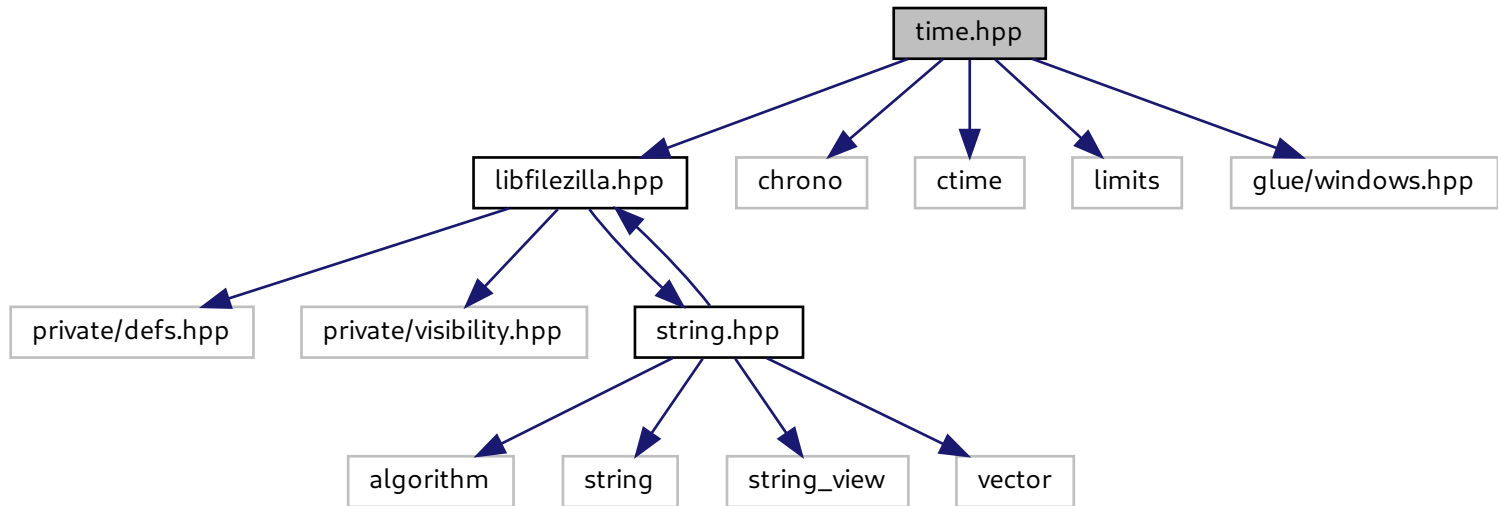 time.hpp
libfilezilla.hpp
chrono
ctime
limits
glue/windows.hpp
private/defs.hpp
private/visibility.hpp
string.hpp
algorithm
string
string_view
vector